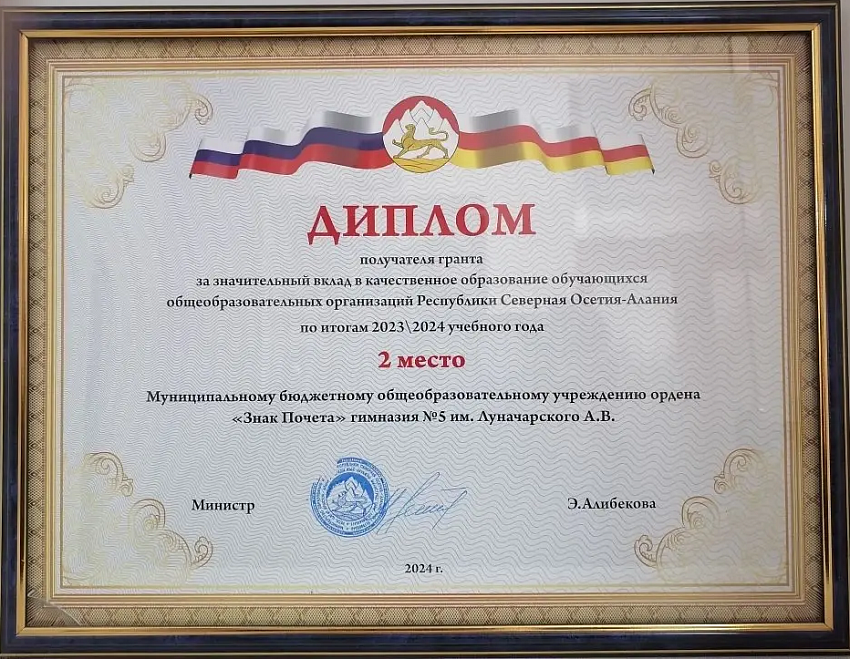 ДИПЛОМ
получателя гранта
за значительный вклад в качественное образование обучающихся
общеобразовательных организаций Республики Северная Осетия-Алания
по итогам 2023\2024 учебного года
2 место
Муниципальному бюджетному общеобразовательному учреждению ордена
«Знак Почета» гимназия №5 им. Луначарского А.В.
Министр
Э.Алибекова
2024 г.